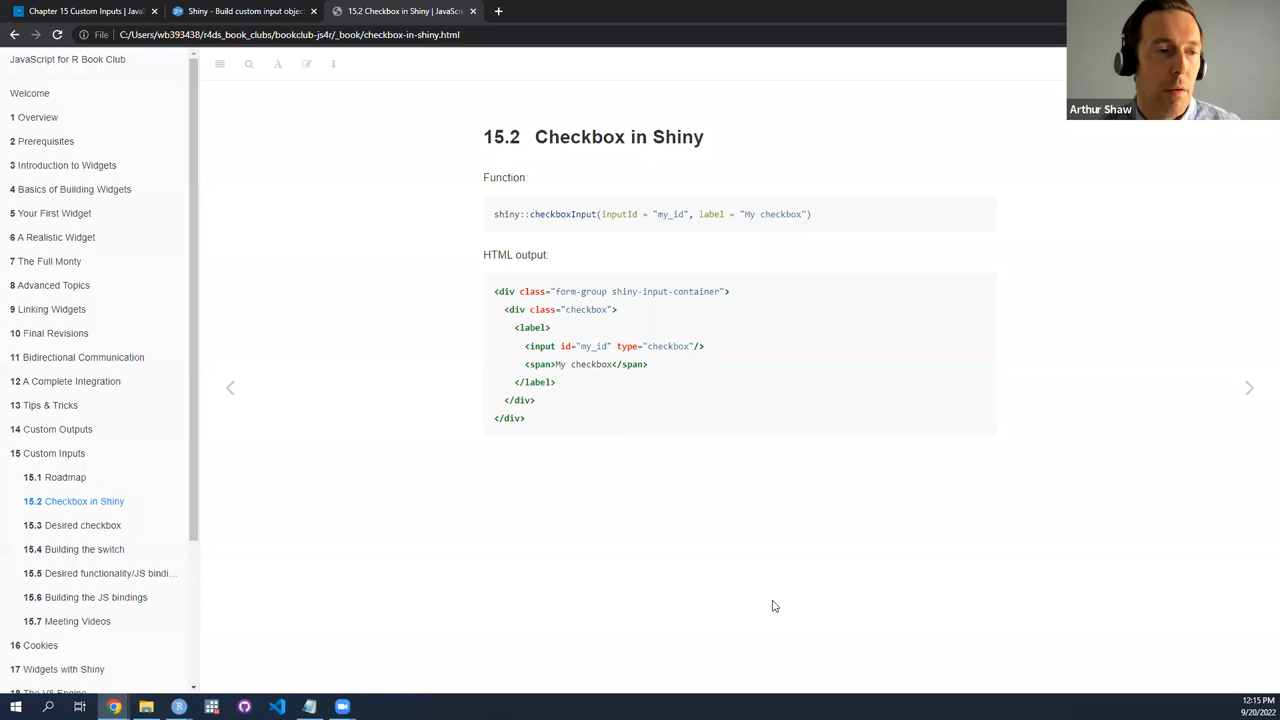 Chapter 15 Custom Inputs | Java
Shiny - Build custom input objec
15.2 Checkbox in Shiny | JavaScri
File
C:/Users/wb393438/r4ds_book_clubs/bookclub-js4r/_book/checkbox-in-shiny.html
Arthur Shaw
JavaScript for R Book Club
Welcome
1 Overview
2 Prerequisites
3 Introduction to Widgets
4 Basics of Building Widgets
5 Your First Widget
6 A Realistic Widget
7 The Full Monty
8 Advanced Topics
9 Linking Widgets
10 Final Revisions
11 Bidirectional Communication
12 A Complete Integration
13 Tips & Tricks
14 Custom Outputs
15 Custom Inputs
15.1 Roadmap
15.2 Checkbox in Shiny
15.3 Desired checkbox
15.4 Building the switch
15.5 Desired functionality/JS bindi...
15.6 Building the JS bindings
15.7 Meeting Videos
16 Cookies
17 Widgets with Shiny
18 The V8 Engine
15.2 Checkbox in Shiny
Function:
shiny::checkboxInput(inputId = "my_id", label = "My checkbox")
HTML output:
<div class="form-group shiny-input-container">
<div class="checkbox">
<label>
<input id="my_id" type="checkbox"/>
<span>My checkbox</span>
</label>
</div>
</div>
12:15 PM
9/20/2022